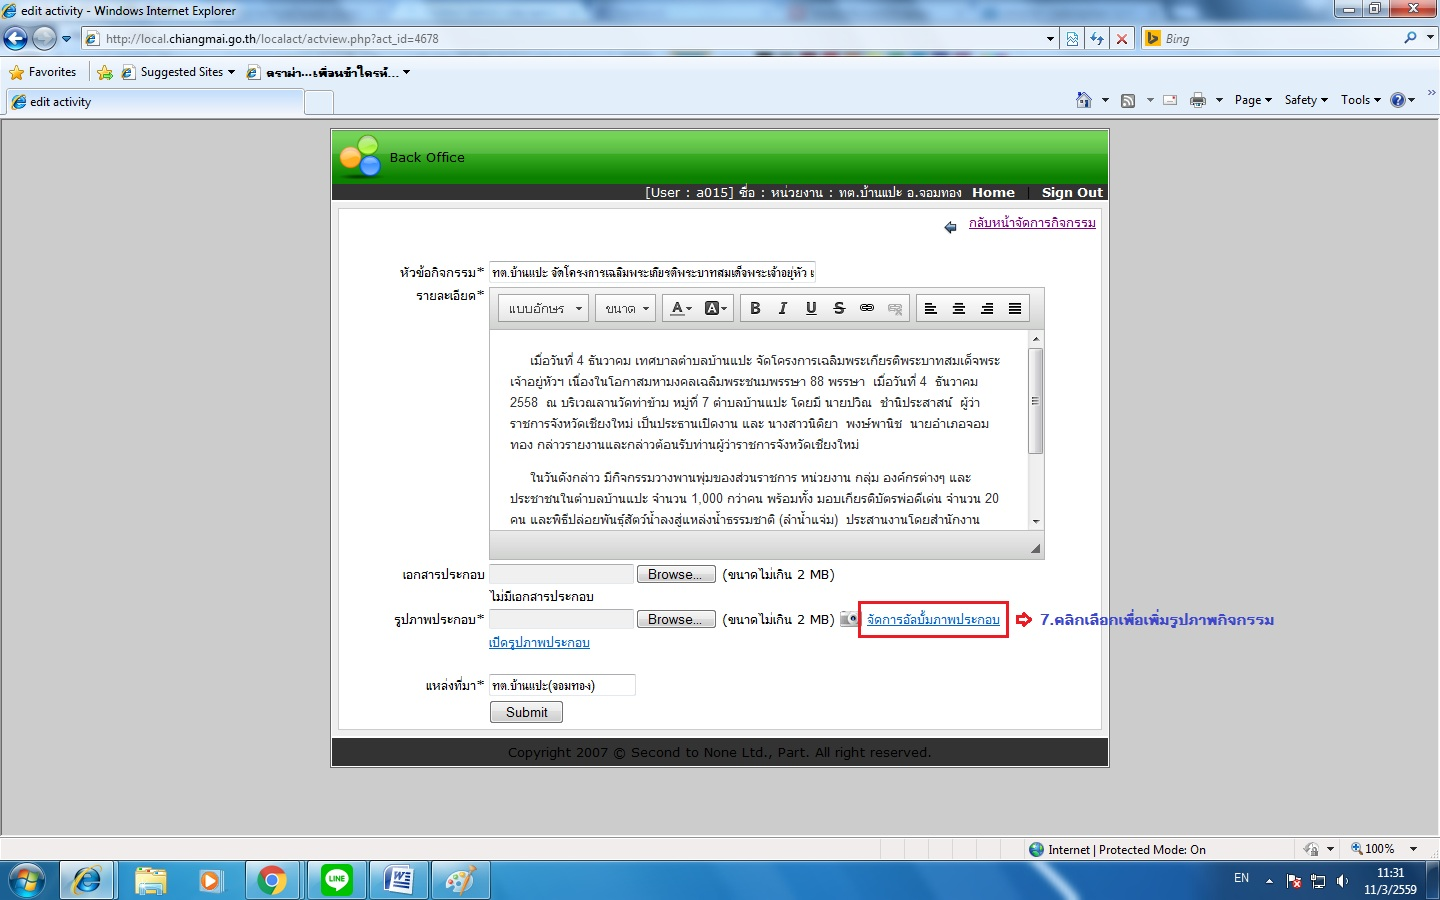 edit activity - Windows Internet Explorer
http://local.chiangmai.go.th/localact/actview.php?act_id=4678
Bing
Favorites
Suggested Sites
edit activity
Page
Safety
Tools
Back Office
[User : a015] ชื่อ : หน่วยงาน : ทต.บ้านแปะ อ.จอมทอง Home | Sign Out
กลับหน้าจัดการกิจกรรม
หัวข้อกิจกรรม* ทต.บ้านแปะ จัดโครงการเฉลิมพระเกียรติพระบาทสมเด็จพระเจ้าอยู่หัว
รายละเอียด*
แบบอักษร ขนาด A A B I U S
เมื่อวันที่ 4 ธันวาคม เทศบาลตำบลบ้านแปะ จัดโครงการเฉลิมพระเกียรติพระบาทสมเด็จพระ
เจ้าอยู่หัวฯ เนื่องในโอกาสมหามงคลเฉลิมพระชนมพรรษา 88 พรรษา เมื่อวันที่ 4 ธันวาคม
2558 ณ บริเวณลานวัดท่าข้าม หมู่ที่ 7 ตำบลบ้านแปะ โดยมี นายปวิณ ชำนิประสาสน์ ผู้ว่า
ราชการจังหวัดเชียงใหม่ เป็นประธานเปิดงาน และ นางสาวนิติยา พงษ์พานิช นายอำเภอจอม
ทอง กล่าวรายงานและกล่าวต้อนรับท่านผู้ว่าราชการจังหวัดเชียงใหม่
ในวันดังกล่าว มีกิจกรรมวางพานพุ่มของส่วนราชการ หน่วยงาน กลุ่ม องค์กรต่างๆ และ
ประชาชนในตำบลบ้านแปะ จำนวน 1,000 กว่าคน พร้อมทั้ง มอบเกียรติบัตรพ่อดีเด่น จำนวน 20
คน และพิธีปล่อยพันธุ์สัตว์น้ำลงสู่แหล่งน้ำธรรมชาติ (ลำน้ำแจ่ม) ประสานงานโดยสำนักงาน
เอกสารประกอบ Browse... (ขนาดไม่เกิน 2 MB)
ไม่มีเอกสารประกอบ
รูปภาพประกอบ* Browse... (ขนาดไม่เกิน 2 MB) จัดการอัลบั้มภาพประกอบ 7.คลิกเลือกเพื่อเพิ่มรูปภาพกิจกรรม
เปิดรูปภาพประกอบ
แหล่งที่มา* ทต.บ้านแปะ(จอมทอง)
Submit
Copyright 2007 © Second to None Ltd., Part. All right reserved.
Internet | Protected Mode: On
100%
LINE
EN
11:31
11/3/2559